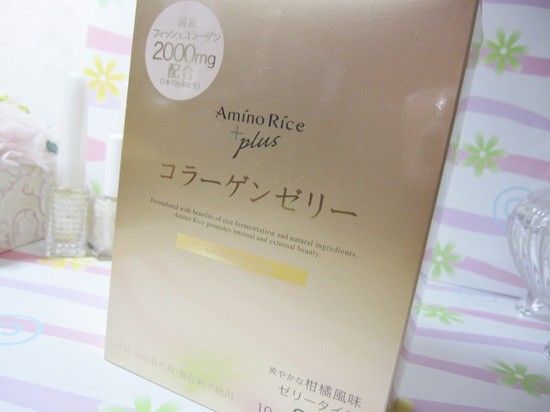 国産
フィッシュコラーゲン
2000mg
配合
Amino Rice
+plus
コラーゲンゼリー
Formulated with benefits of rice fermentation and natural ingredients,
Amino Rice promotes internal and external beauty.
爽やかな柑橘風味
ゼリータイ
10